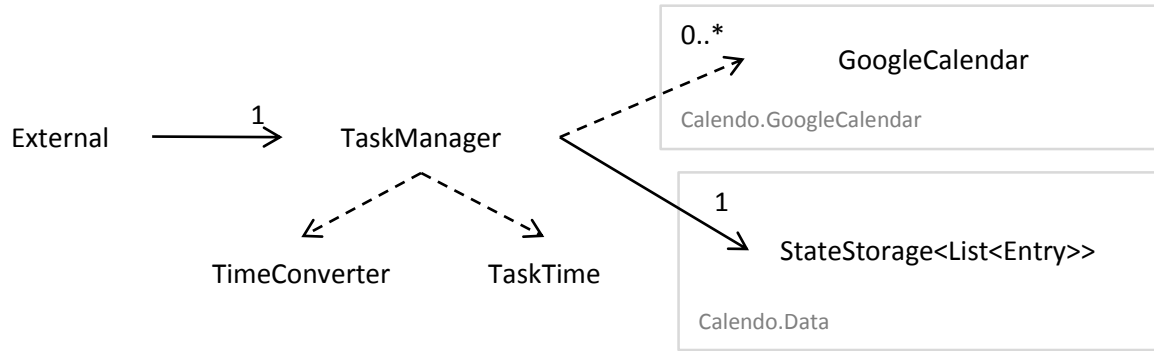 0..*
GoogleCalendar
Calendo.GoogleCalendar
External
1
TaskManager
1
StateStorage<List<Entry>>
TimeConverter
TaskTime
Calendo.Data